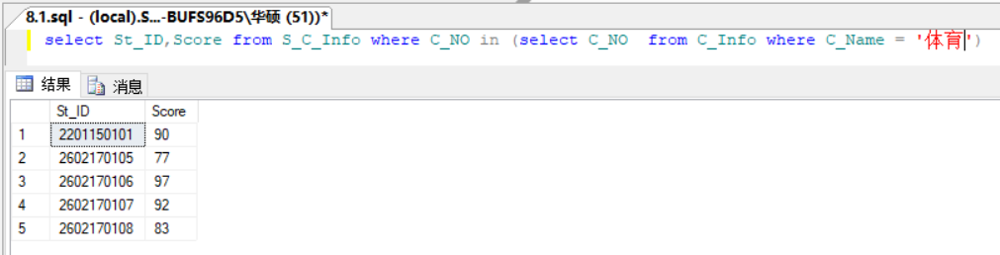 8.1.sql - (local).S...-BUFS96D5\华硕 (51))*
select St_ID,Score from S_C_Info where C_NO in (select C_NO  from C_Info where C_Name = '体育')
结果 消息
St_ID Score
1 2201150101 90
2 2602170105 77
3 2602170106 97
4 2602170107 92
5 2602170108 83